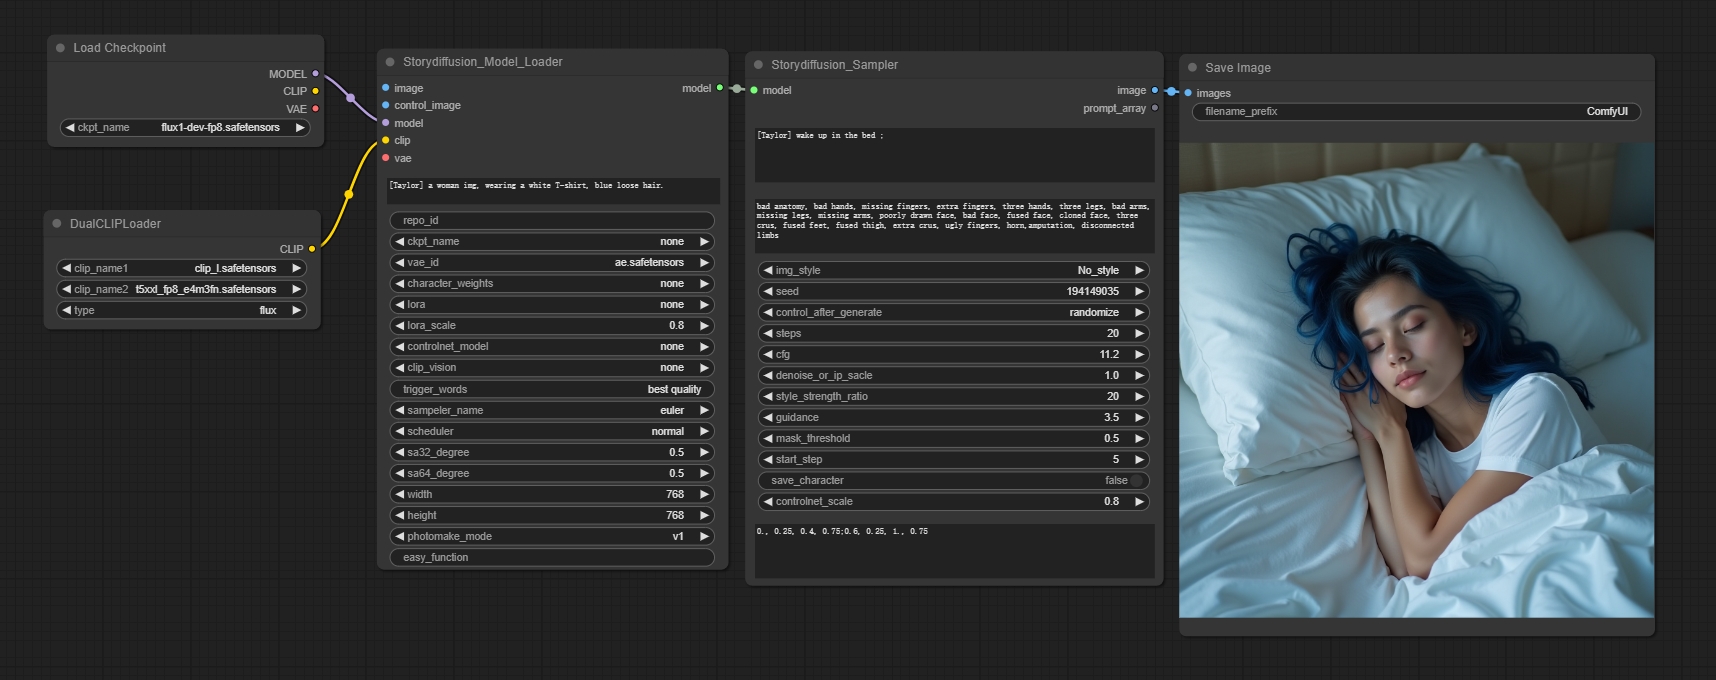 Load Checkpoint
MODEL
CLIP
VAE
ckpt_name flux1-dev-fp8.safetensors
DualCLIPLoader
CLIP
clip_name1 clip_l.safetensors
clip_name2 t5xxl_fp8_e4m3fn.safetensors
type flux
Storydiffusion_Model_Loader
image model
control_image
model
clip
vae
[Taylor] a woman img, wearing a white T-shirt, blue loose hair.
repo_id
ckpt_name none
vae_id ae.safetensors
character_weights none
lora none
lora_scale 0.8
controlnet_model none
clip_vision none
trigger_words best quality
sampeler_name euler
scheduler normal
sa32_degree 0.5
sa64_degree 0.5
width 768
height 768
photomake_mode v1
easy_function
Storydiffusion_Sampler
model image
prompt_array
[Taylor] wake up in the bed ;
bad anatomy, bad hands, missing fingers, extra fingers, three hands, three legs, bad arms,
missing legs, missing arms, poorly drawn face, bad face, fused face, cloned face, three
crus, fused feet, fused thigh, extra crus, ugly fingers, horn,amputation, disconnected
limbs
img_style No_style
seed 194149035
control_after_generate randomize
steps 20
cfg 11.2
denoise_or_ip_sacle 1.0
style_strength_ratio 20
guidance 3.5
mask_threshold 0.5
start_step 5
save_character false
controlnet_scale 0.8
0., 0.25, 0.4, 0.75;0.6, 0.25, 1., 0.75
Save Image
images
filename_prefix ComfyUI